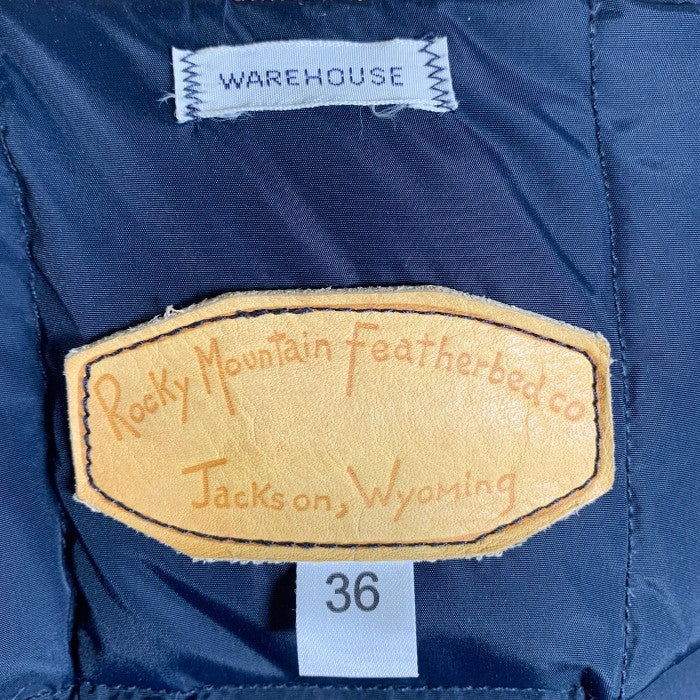 WAREHOUSE
Rocky Mountain Featherbed co
Jackson, Wyoming
36